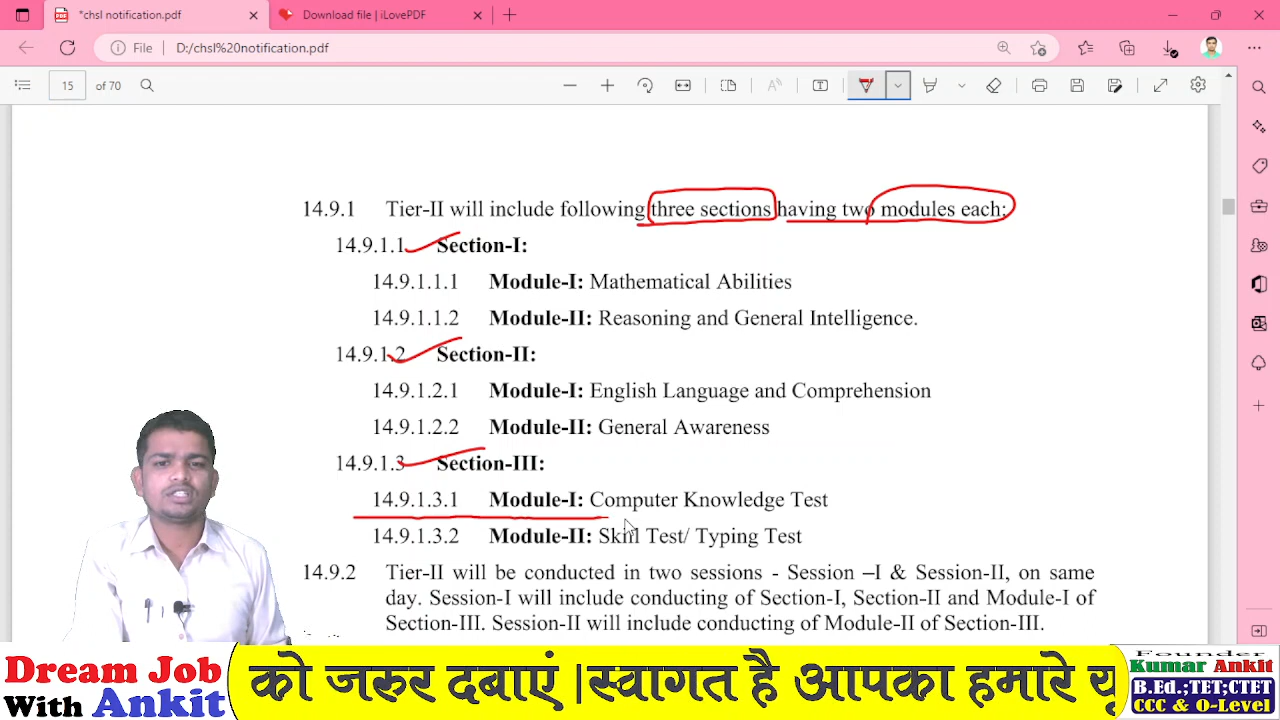 *chsl notification.pdf
Download file | iLovePDF
File D:/chsl%20notification.pdf
15 of 70
14.9.1 Tier-II will include following three sections having two modules each:
14.9.1.1 Section-I:
14.9.1.1.1 Module-I: Mathematical Abilities
14.9.1.1.2 Module-II: Reasoning and General Intelligence.
14.9.1.2 Section-II:
14.9.1.2.1 Module-I: English Language and Comprehension
14.9.1.2.2 Module-II: General Awareness
14.9.1.3 Section-III:
14.9.1.3.1 Module-I: Computer Knowledge Test
14.9.1.3.2 Module-II: Skill Test/ Typing Test
14.9.2 Tier-II will be conducted in two sessions - Session –I & Session-II, on same
day. Session-I will include conducting of Section-I, Section-II and Module-I of
Section-III. Session-II will include conducting of Module-II of Section-III.
Dream Job
With Ankit
को जरुर दबाएं |स्वागत है आपका हमारे
Founder
Kumar Ankit
B.Ed.;TET;CTET
CCC & O-Level